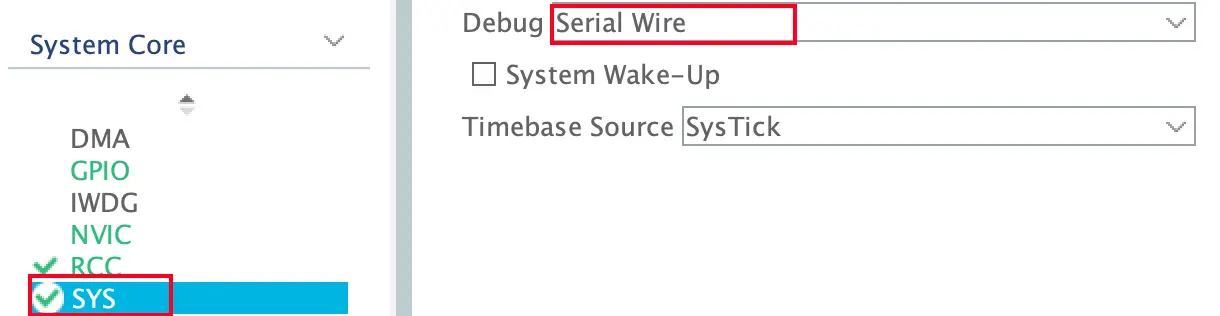 System Core
DMA
GPIO
IWDG
NVIC
RCC
SYS
Debug Serial Wire
System Wake-Up
Timebase Source SysTick